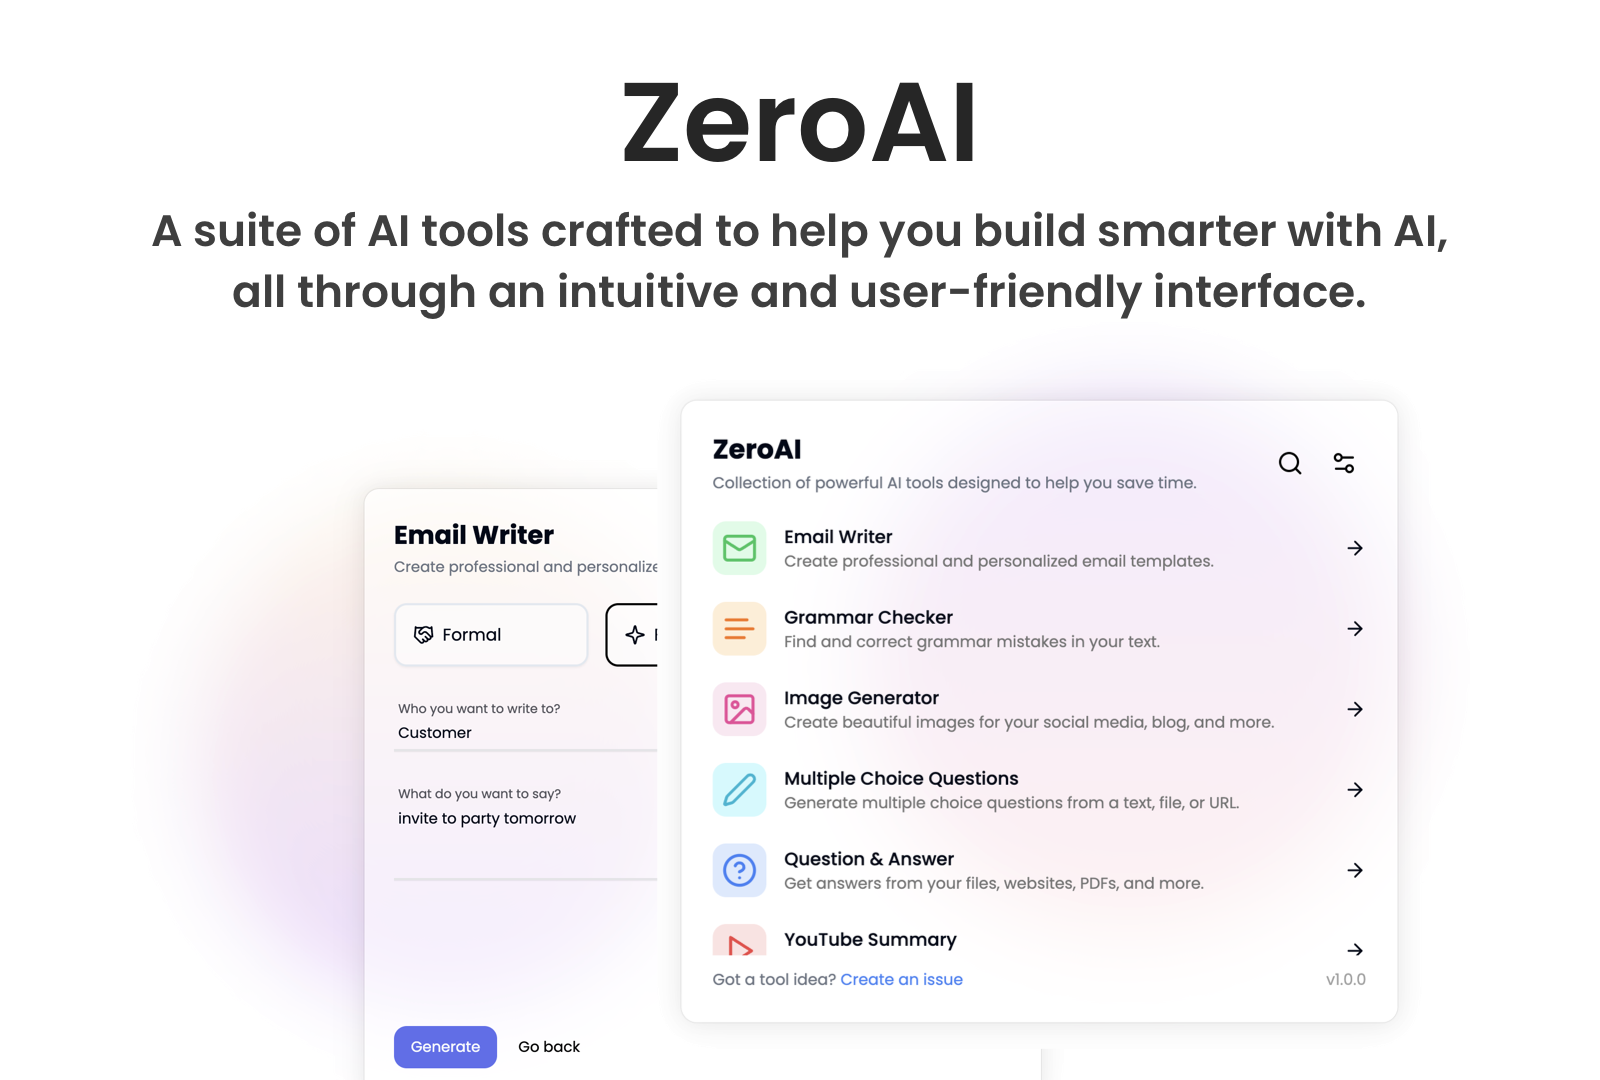 ZeroAI
A suite of AI tools crafted to help you build smarter with AI,
all through an intuitive and user-friendly interface.
Email Writer
Create professional and
Formal
Who you want to write to?
Customer
What do you want to say?
invite to party tomorrow
Generate
Go back
ZeroAI
Collection of powerful AI tools designed to help you save time.
Email Writer
Create professional and personalized email templates.
Grammar Checker
Find and correct grammar mistakes in your text.
Image Generator
Create beautiful images for your social media, blog, and more.
Multiple Choice Questions
Generate multiple choice questions from a text, file, or URL.
Question & Answer
Get answers from your files, websites, PDFs, and more.
YouTube Summary
Got a tool idea? Create an issue
v1.0.0